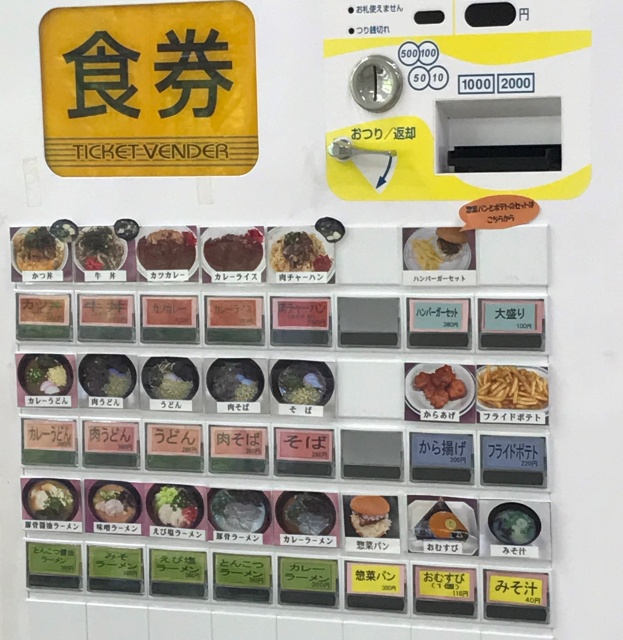 ● お札使えません
● つり銭切れ
円
食券
TICKET VENDER
500 100
50 10
1000 2000
おつり/返却
惣菜パンとポテトのセットは
こちらから
かつ丼 牛丼 カツカレー カレーライス 肉チャーハン ハンバーガーセット
カツ丼 牛丼 カツカレー カレーライス 肉チャーハン ハンバーガーセット 380円 大盛り 100円
カレーうどん 肉うどん うどん 肉そば そば からあげ フライドポテト
カレーうどん 肉うどん うどん 肉そば そば から揚げ フライドポテト 220円
豚骨醤油ラーメン 味噌ラーメン えび塩ラーメン 豚骨ラーメン カレーラーメン 惣菜パン おむすび みそ汁
とんこつ醤油ラーメン みそラーメン えび塩ラーメン とんこつラーメン カレーラーメン 惣菜パン おむすび (1個) 110円 みそ汁 40円